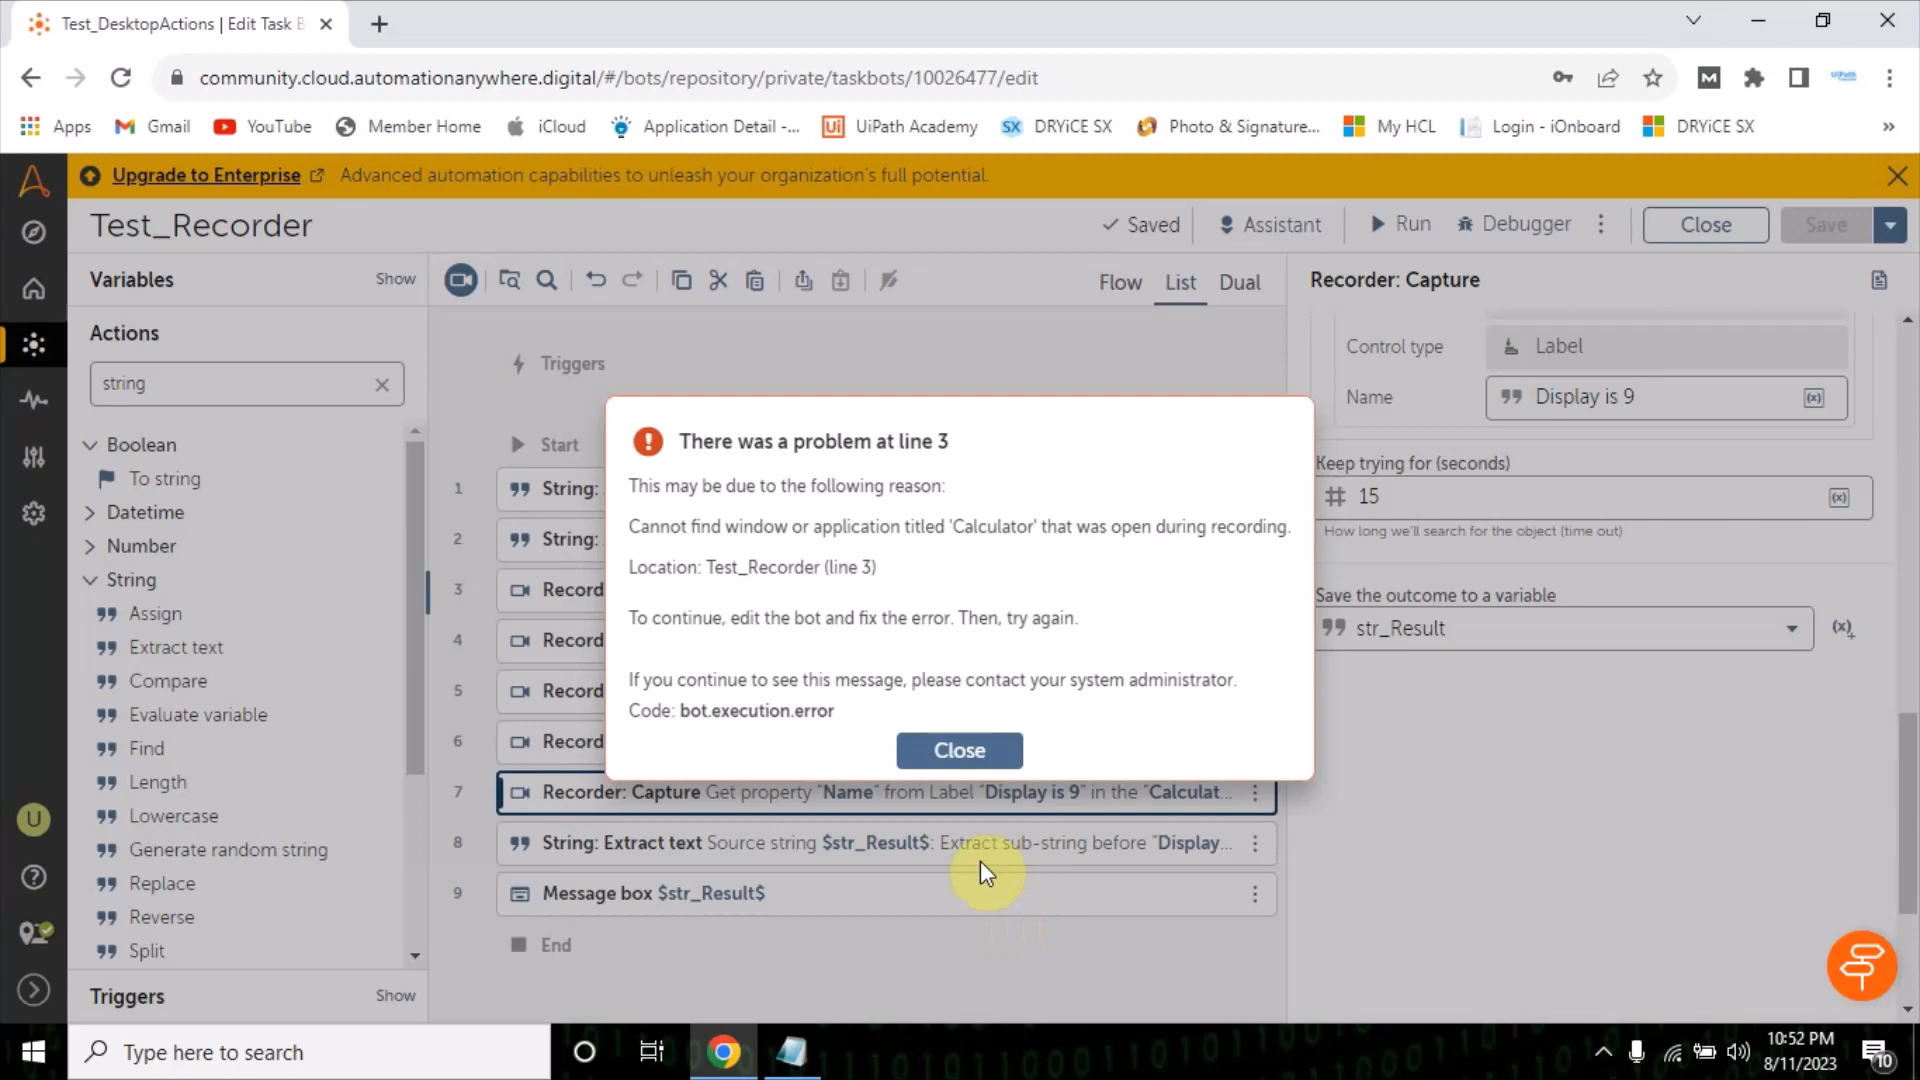 Test_DesktopActions | Edit Task B
community.cloud.automationanywhere.digital/#/bots/repository/private/taskbots/10026477/edit
Apps
Gmail
YouTube
Member Home
iCloud
Application Detail -...
UiPath Academy
DRYiCE SX
Photo & Signature...
My HCL
Login - iOnboard
DRYiCE SX
»
Upgrade to Enterprise
Advanced automation capabilities to unleash your organization's full potential.
Test_Recorder
Saved
Assistant
Run
Debugger
Close
Save
Variables
Show
Flow
List
Dual
Recorder: Capture
Actions
string
Boolean
To string
Datetime
Number
String
Assign
Extract text
Compare
Evaluate variable
Find
Length
Lowercase
Generate random string
Replace
Reverse
Split
Triggers
Show
Triggers
Start
1 String:
2 String:
3 Record
4 Record
5 Record
6 Record
7 Recorder: Capture Get property "Name" from Label "Display is 9" in the "Calculat...
8 String: Extract text Source string $str_Result$: Extract sub-string before "Display...
9 Message box $str_Result$
End
There was a problem at line 3
This may be due to the following reason:
Cannot find window or application titled 'Calculator' that was open during recording.
Location: Test_Recorder (line 3)
To continue, edit the bot and fix the error. Then, try again.
If you continue to see this message, please contact your system administrator.
Code: bot.execution.error
Close
Control type
Label
Name
Display is 9
(x)
Keep trying for (seconds)
15
(x)
How long we'll search for the object (time out)
Save the outcome to a variable
str_Result
(x)+
U
Type here to search
10:52 PM
8/11/2023
10